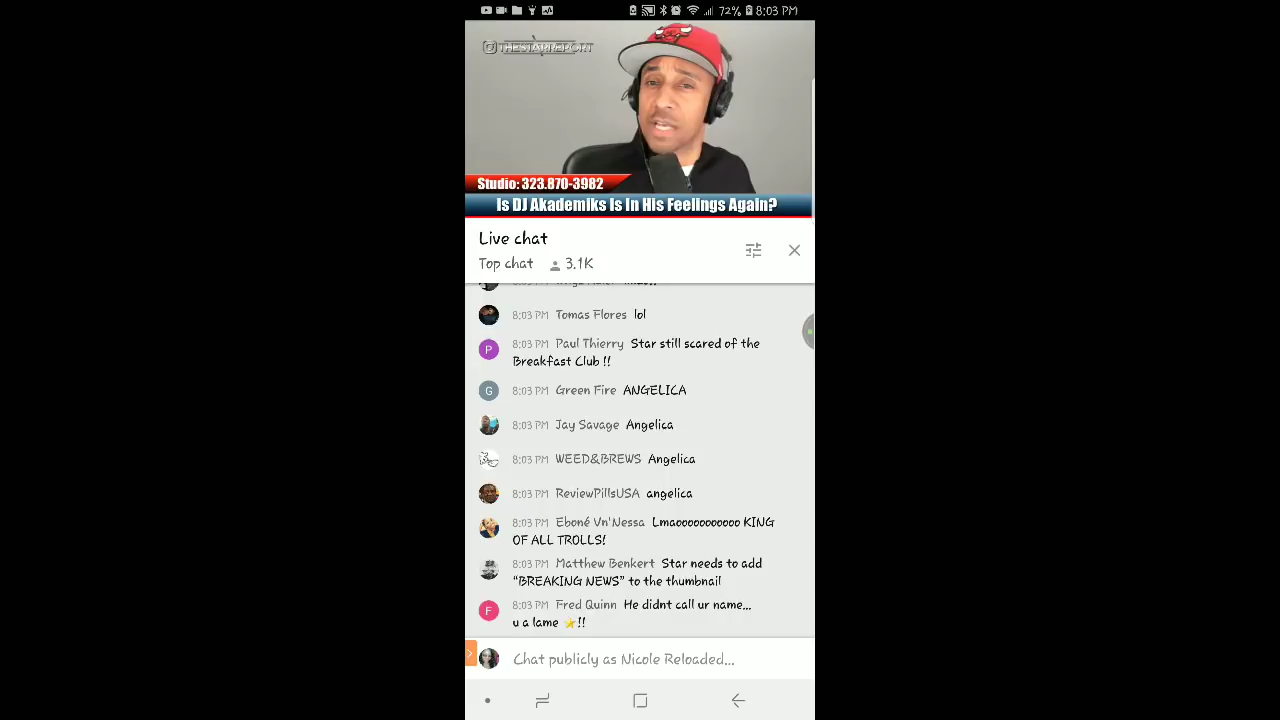 72% 8:03 PM
THESTARREPORT
Studio: 323.870-3982
Is DJ Akademiks Is In His Feelings Again?
Live chat
Top chat 3.1K
8:03 PM Tomas Flores lol
P 8:03 PM Paul Thierry Star still scared of the
Breakfast Club !!
G 8:03 PM Green Fire ANGELICA
8:03 PM Jay Savage Angelica
8:03 PM WEED&BREWS Angelica
8:03 PM ReviewPillsUSA angelica
8:03 PM Eboné Vn'Nessa Lmaooooooooooo KING
OF ALL TROLLS!
8:03 PM Matthew Benkert Star needs to add
“BREAKING NEWS” to the thumbnail
F 8:03 PM Fred Quinn He didnt call ur name...
u a lame ⭐!!
Chat publicly as Nicole Reloaded...